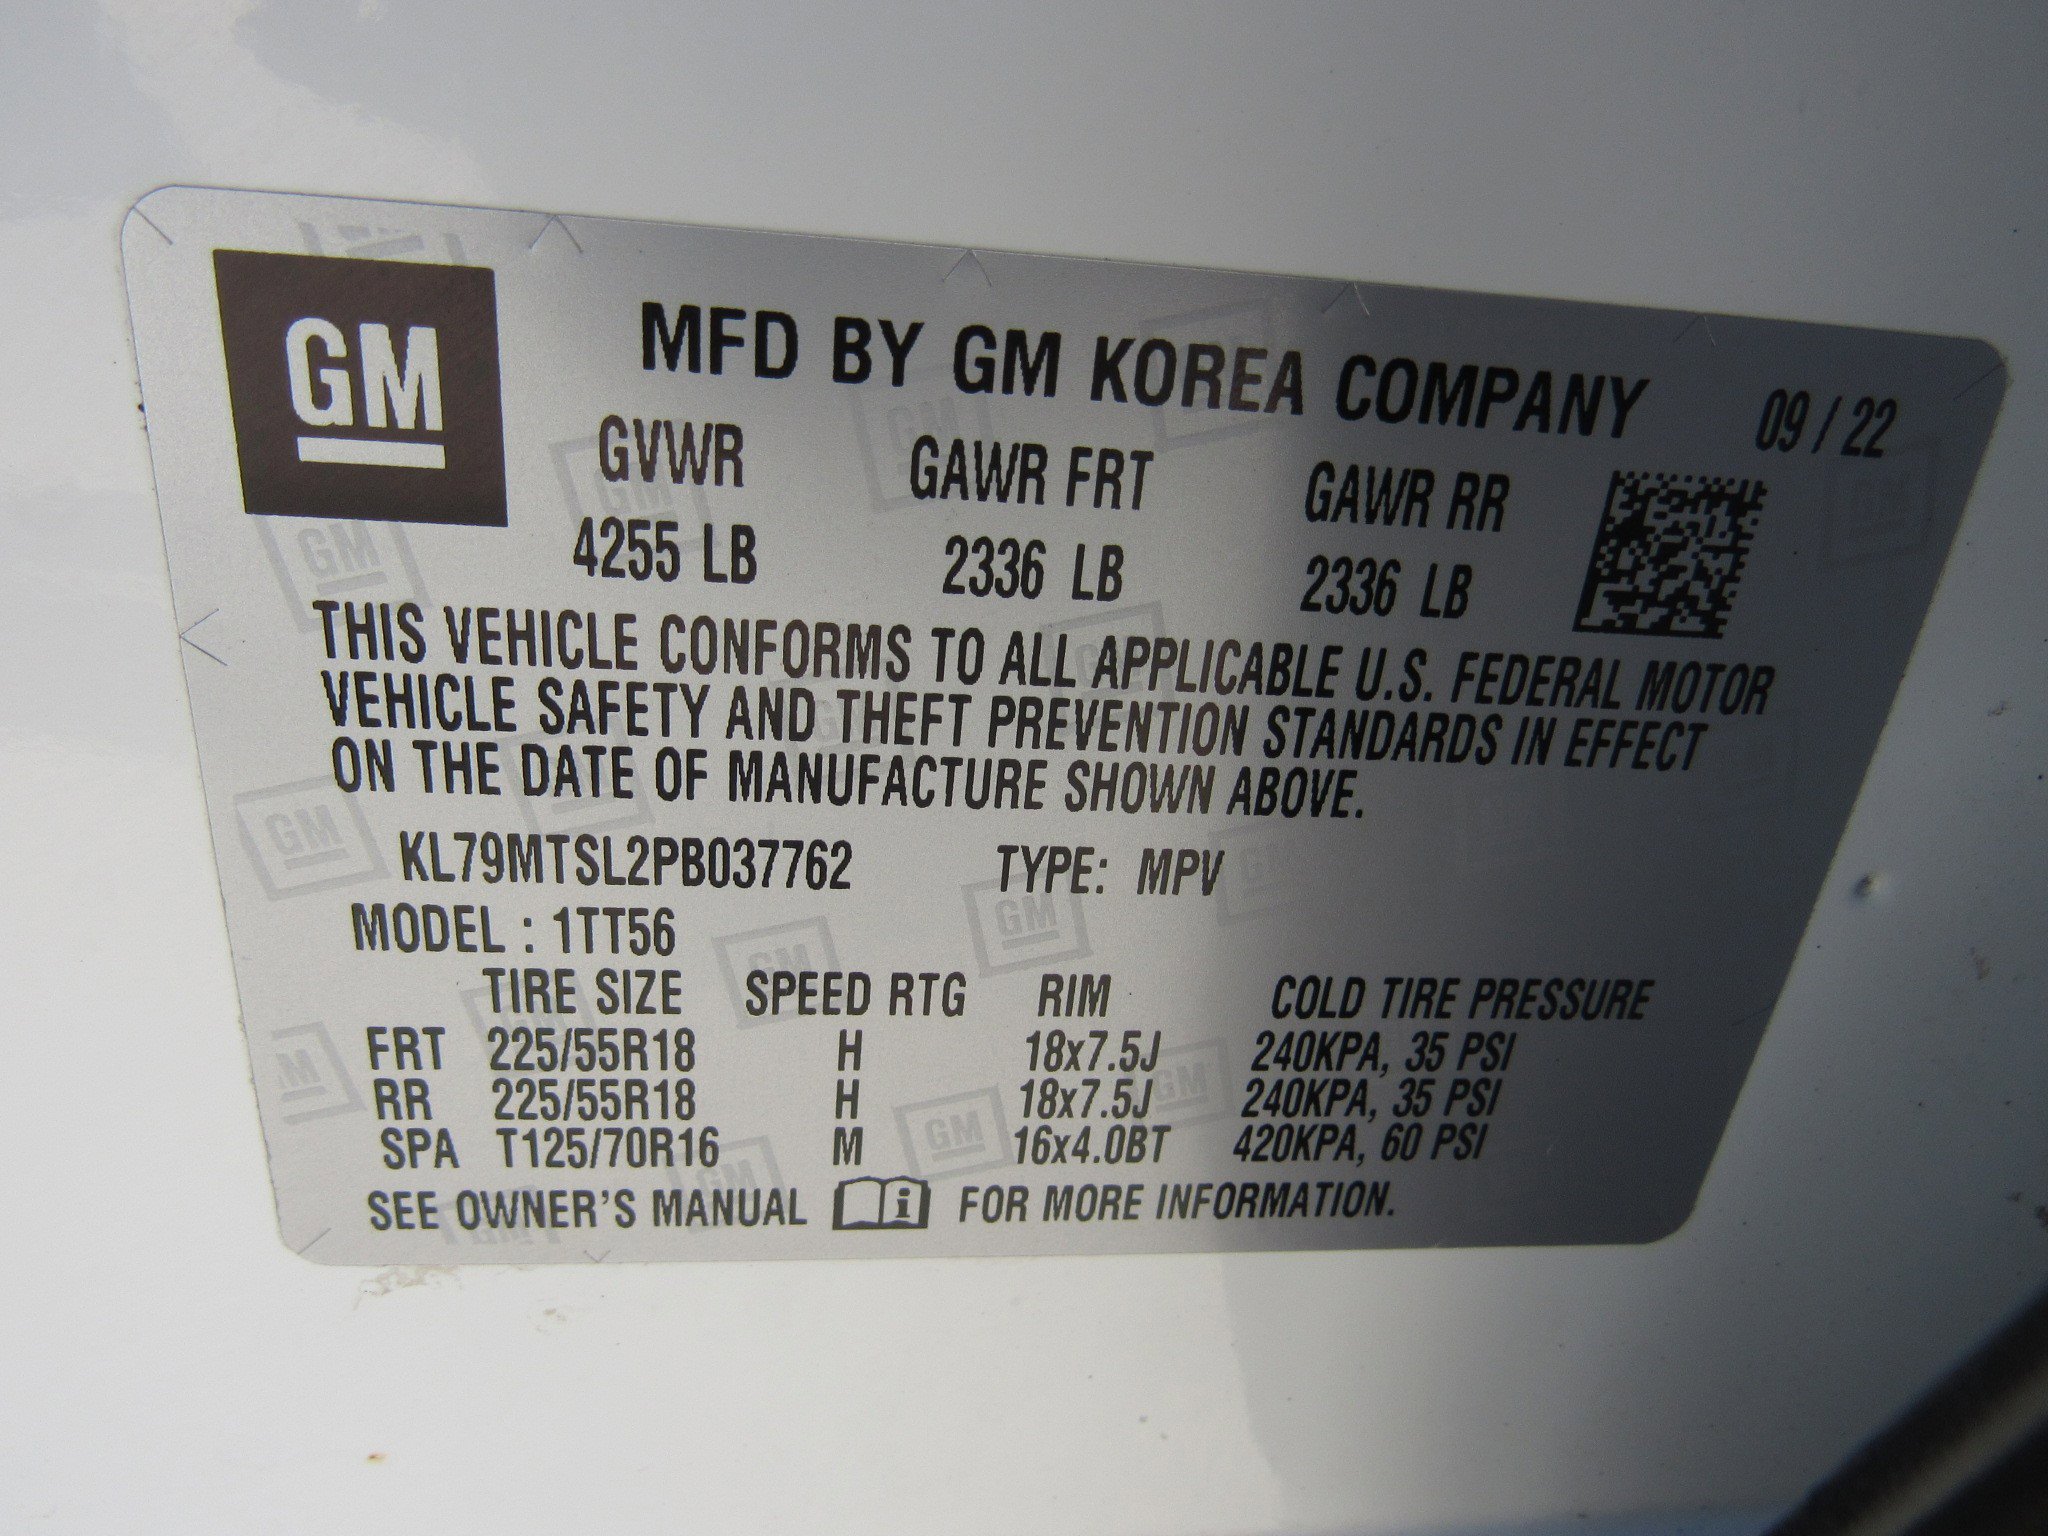 GM
MFD BY GM KOREA COMPANY 09 / 22
GVWR GAWR FRT GAWR RR
4255 LB 2336 LB 2336 LB
THIS VEHICLE CONFORMS TO ALL APPLICABLE U.S. FEDERAL MOTOR
VEHICLE SAFETY AND THEFT PREVENTION STANDARDS IN EFFECT
ON THE DATE OF MANUFACTURE SHOWN ABOVE.
KL79MTSL2PB037762 TYPE: MPV
MODEL : 1TT56
TIRE SIZE SPEED RTG RIM COLD TIRE PRESSURE
FRT 225/55R18 H 18x7.5J 240KPA, 35 PSI
RR 225/55R18 H 18x7.5J 240KPA, 35 PSI
SPA T125/70R16 M 16x4.0BT 420KPA, 60 PSI
SEE OWNER'S MANUAL i FOR MORE INFORMATION.